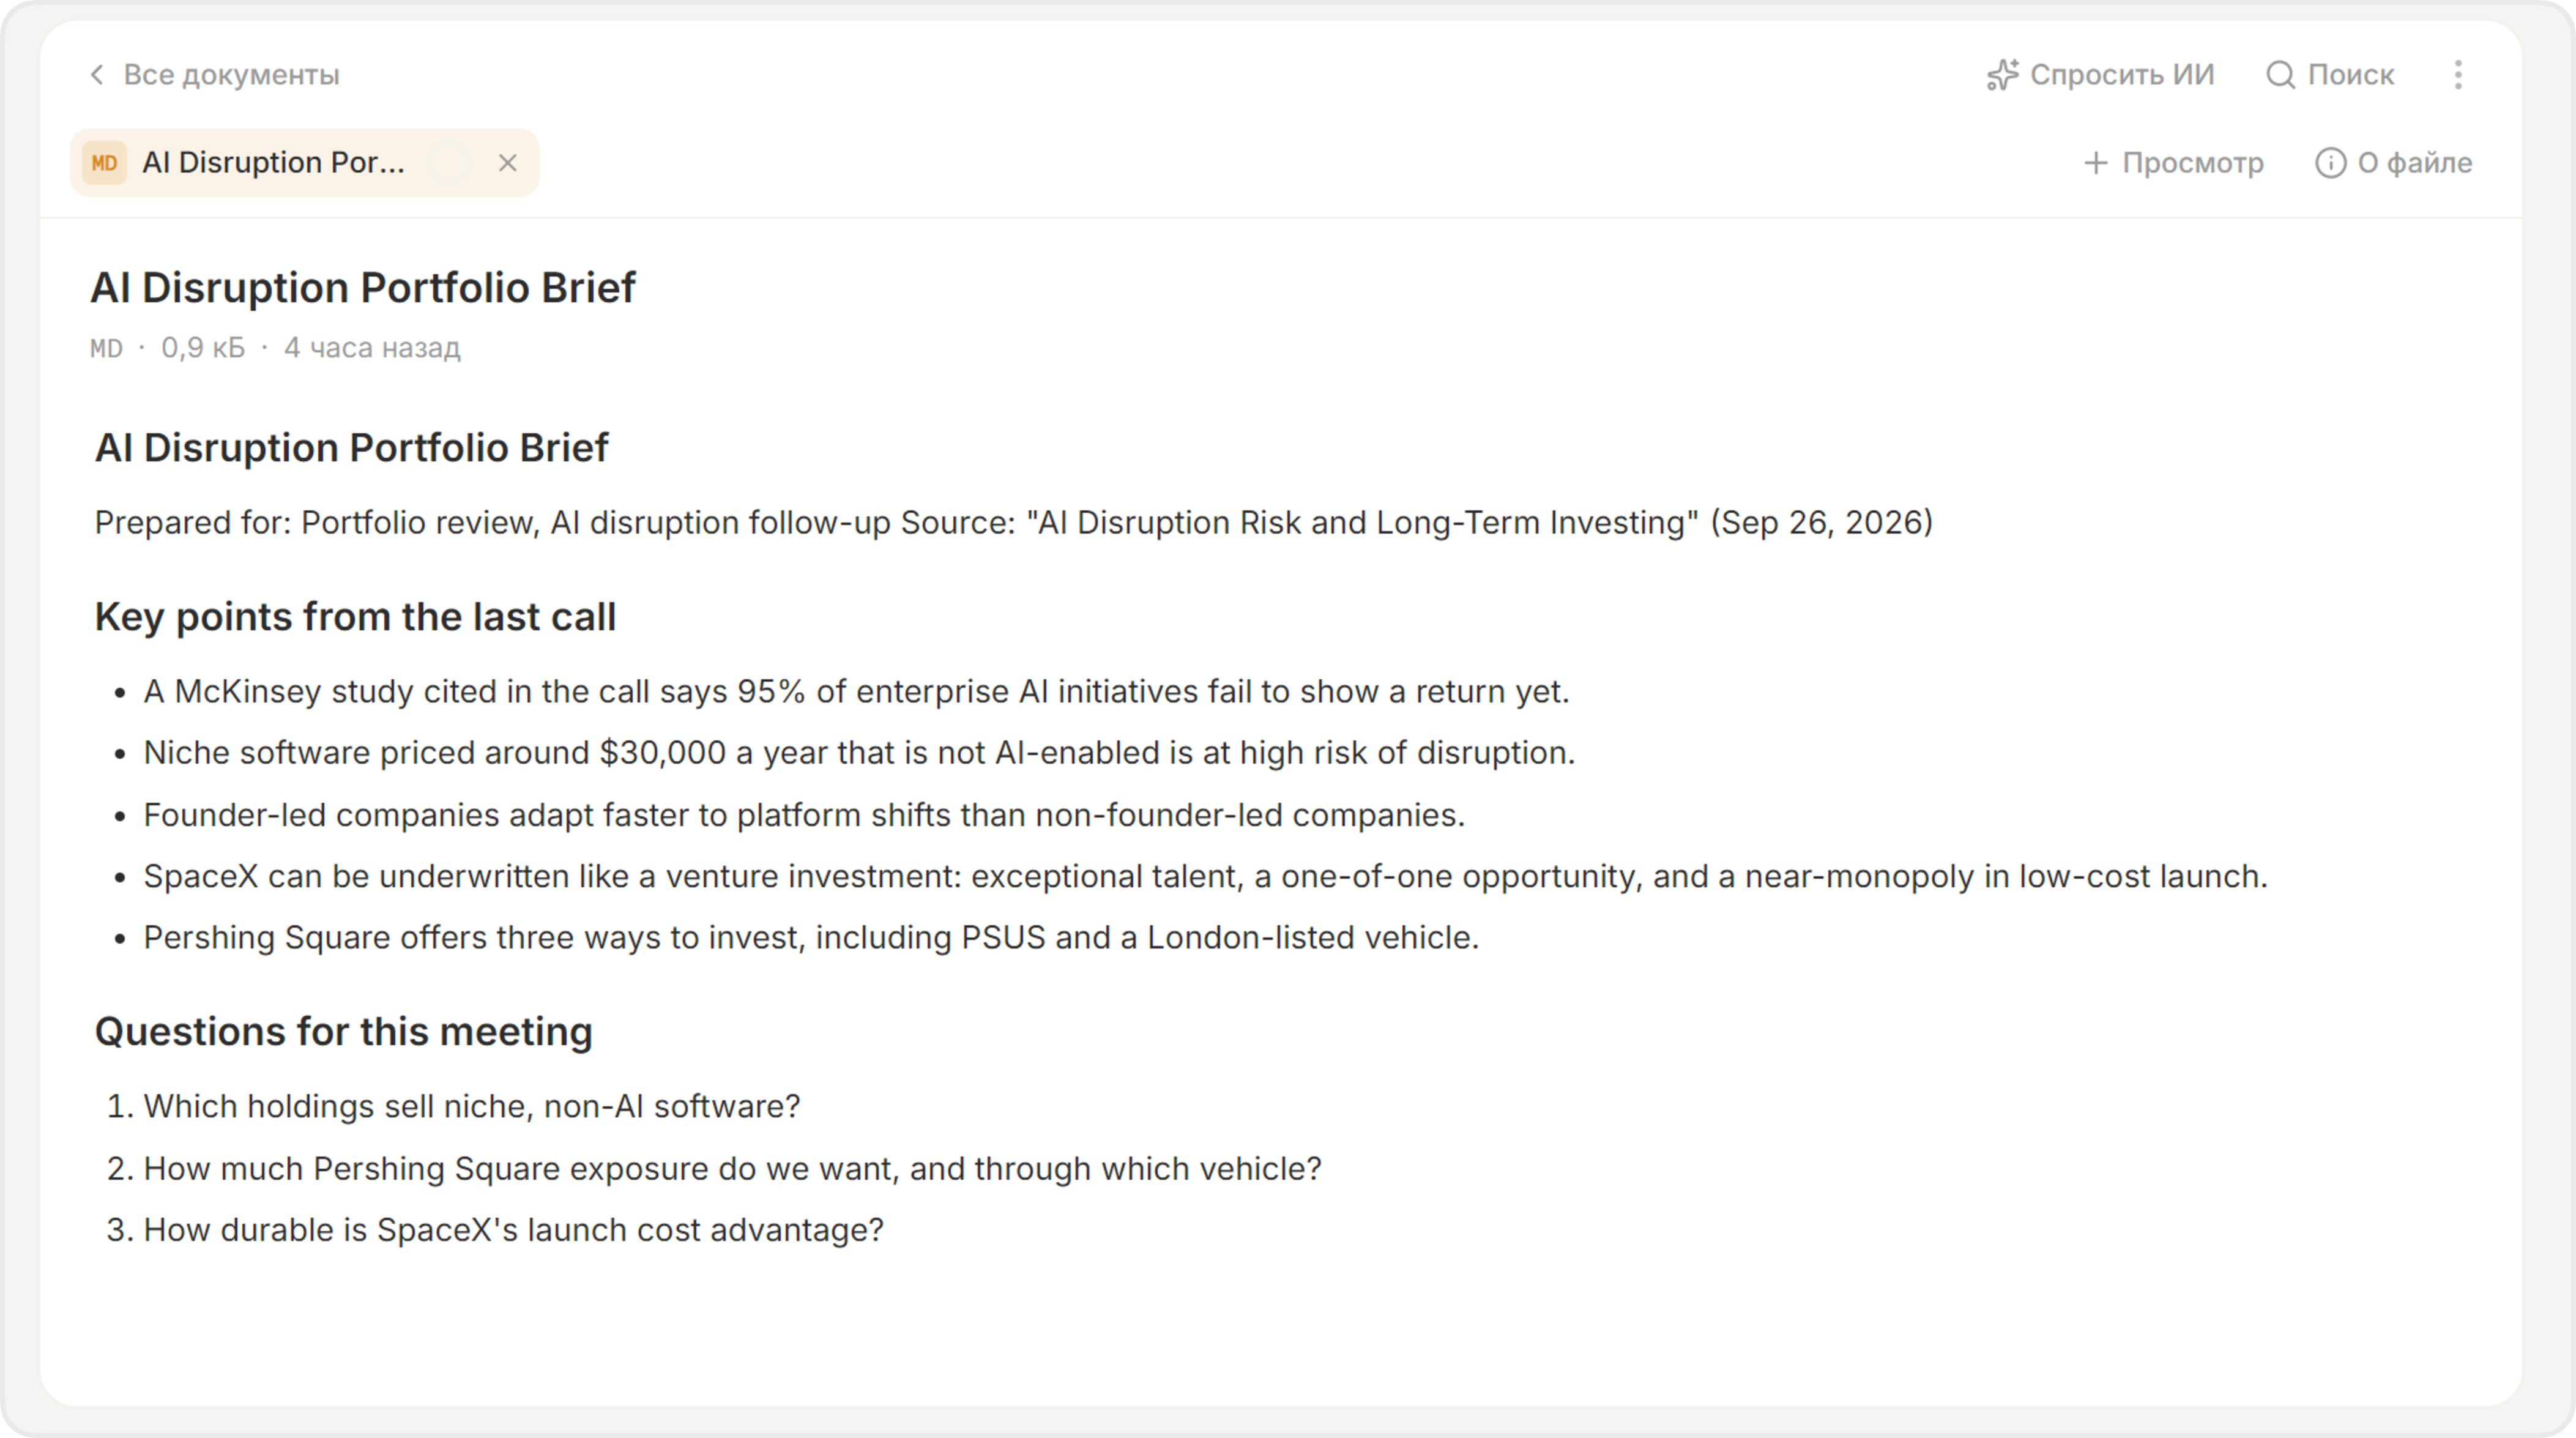 Все документы
Спросить ИИ
Поиск
MD AI Disruption Por...
Просмотр
О файле
AI Disruption Portfolio Brief
MD · 0,9 кБ · 4 часа назад
AI Disruption Portfolio Brief
Prepared for: Portfolio review, AI disruption follow-up Source: "AI Disruption Risk and Long-Term Investing" (Sep 26, 2026)
Key points from the last call
• A McKinsey study cited in the call says 95% of enterprise AI initiatives fail to show a return yet.
• Niche software priced around $30,000 a year that is not AI-enabled is at high risk of disruption.
• Founder-led companies adapt faster to platform shifts than non-founder-led companies.
• SpaceX can be underwritten like a venture investment: exceptional talent, a one-of-one opportunity, and a near-monopoly in low-cost launch.
• Pershing Square offers three ways to invest, including PSUS and a London-listed vehicle.
Questions for this meeting
1. Which holdings sell niche, non-AI software?
2. How much Pershing Square exposure do we want, and through which vehicle?
3. How durable is SpaceX's launch cost advantage?